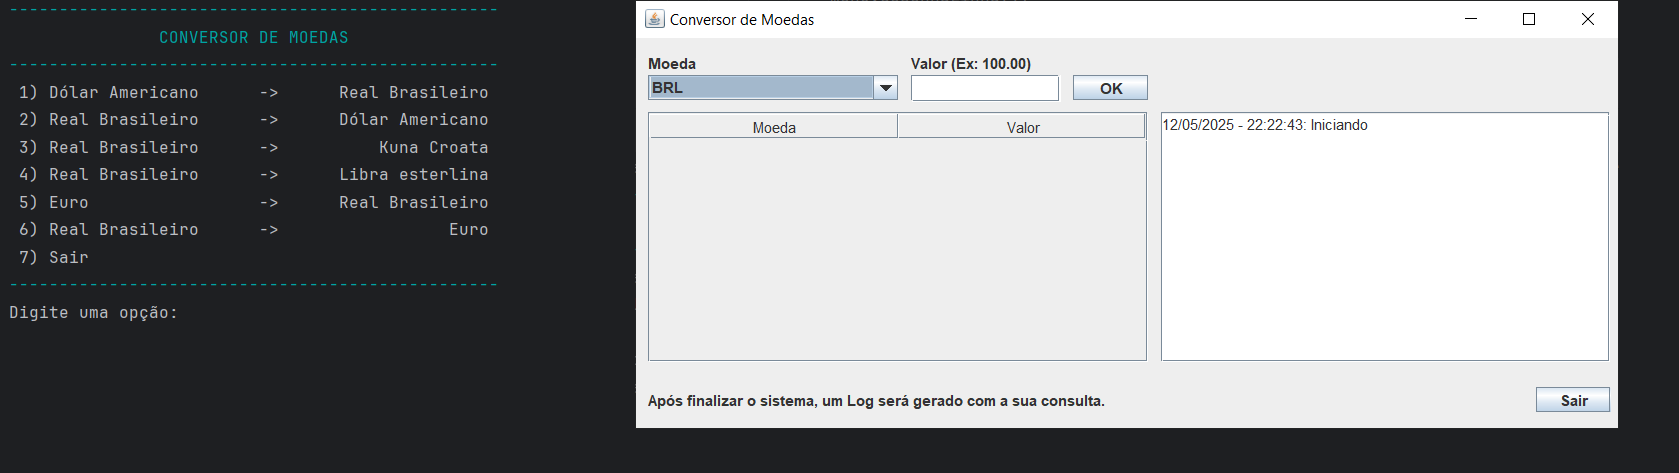 --------------------------------------------------
CONVERSOR DE MOEDAS
--------------------------------------------------
1) Dólar Americano -> Real Brasileiro
2) Real Brasileiro -> Dólar Americano
3) Real Brasileiro -> Kuna Croata
4) Real Brasileiro -> Libra esterlina
5) Euro -> Real Brasileiro
6) Real Brasileiro -> Euro
7) Sair
--------------------------------------------------
Digite uma opção:
Conversor de Moedas
Moeda Valor (Ex: 100.00)
BRL OK
Moeda Valor
12/05/2025 - 22:22:43: Iniciando
Após finalizar o sistema, um Log será gerado com a sua consulta.
Sair